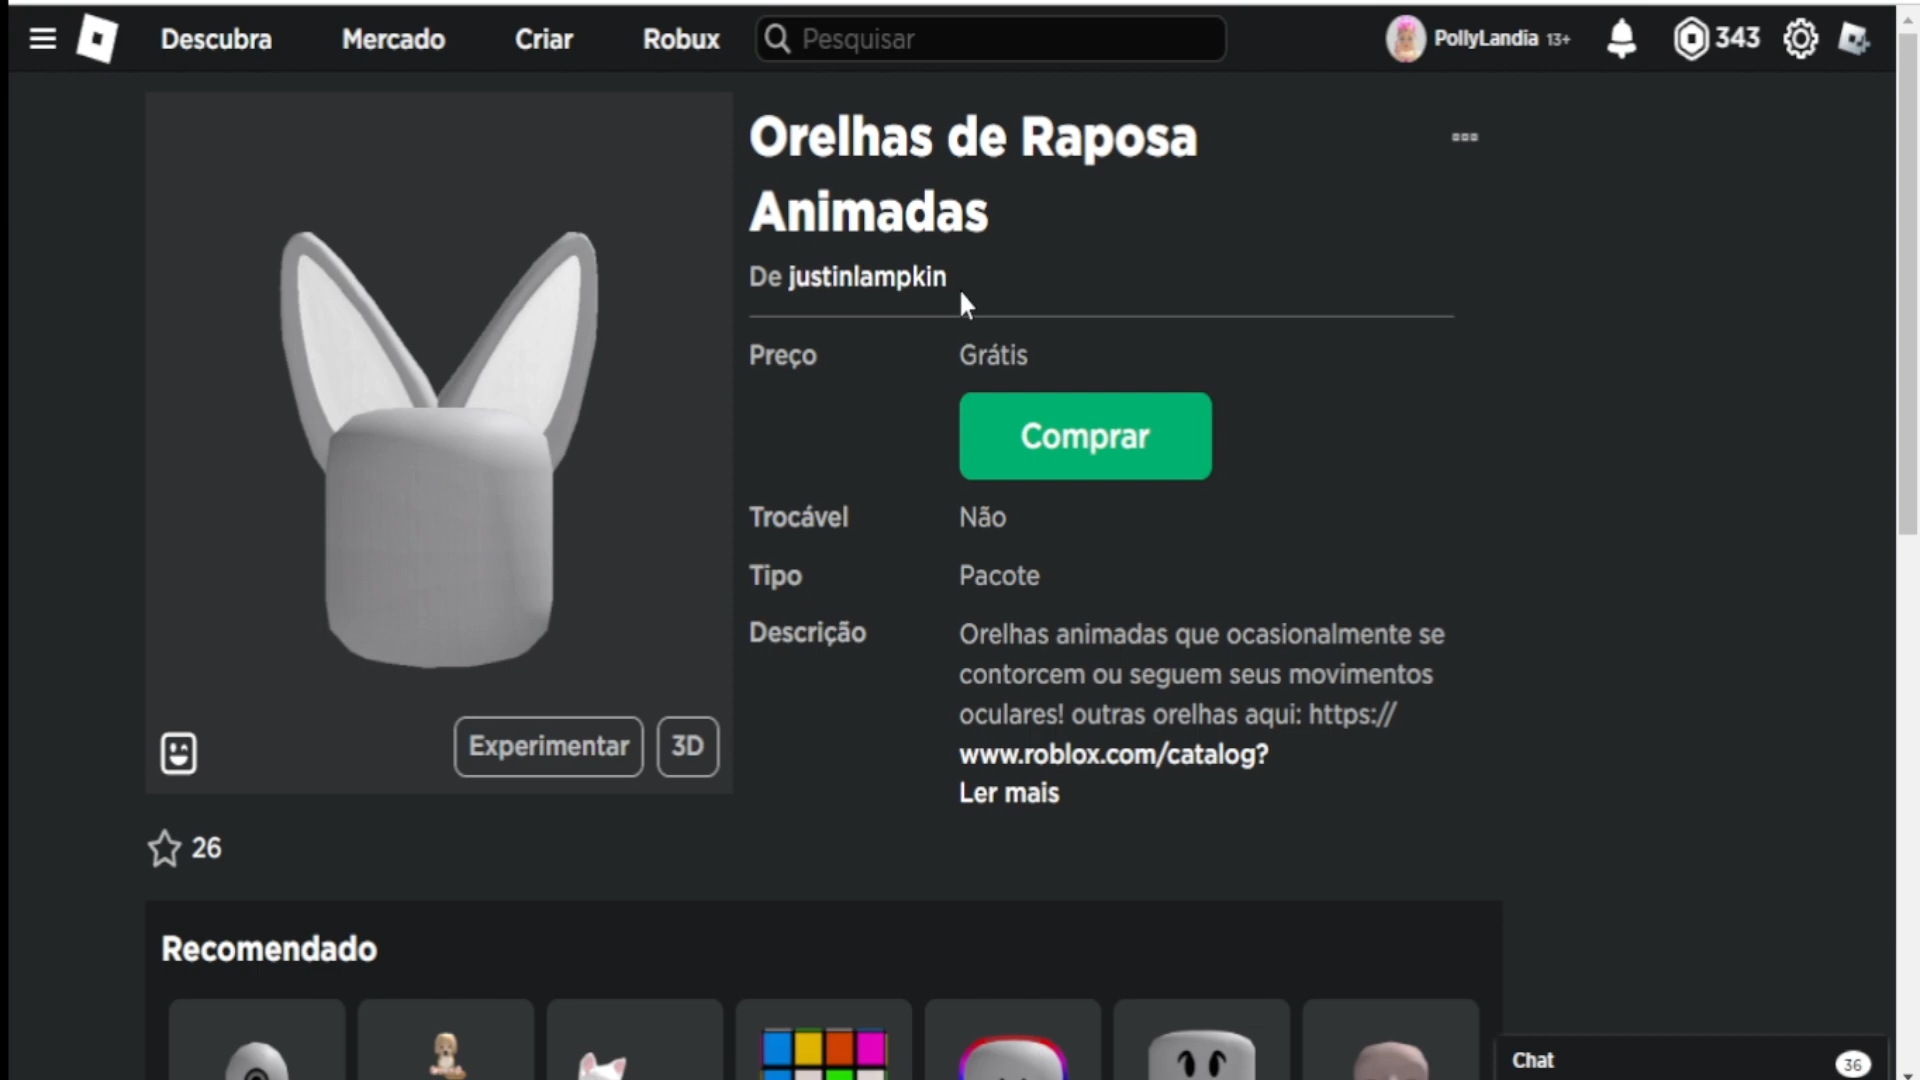 Descubra Mercado Criar Robux Pesquisar PollyLandia 13+ 343
Orelhas de Raposa
Animadas
De justinlampkin
Preço Grátis
Comprar
Trocável Não
Tipo Pacote
Descrição Orelhas animadas que ocasionalmente se
contorcem ou seguem seus movimentos
oculares! outras orelhas aqui: https://
www.roblox.com/catalog?
Ler mais
Experimentar 3D
26
Recomendado
Chat 36